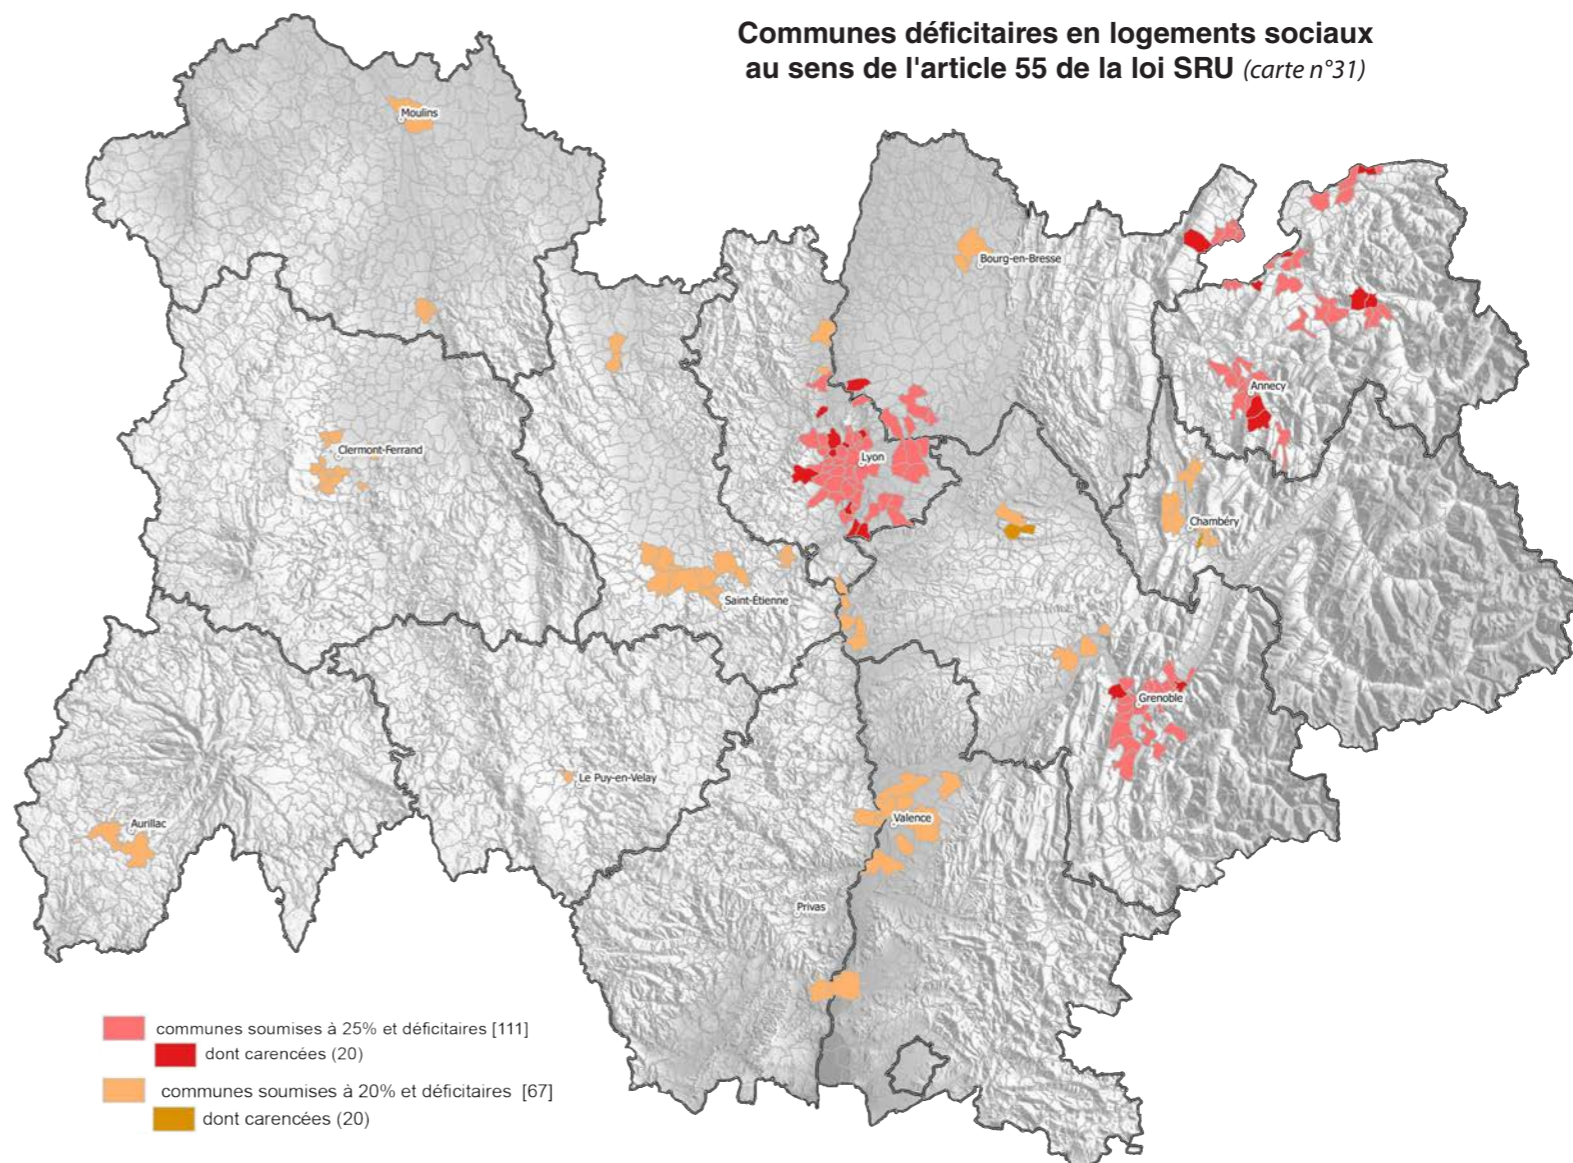 Communes déficitaires en logements sociaux
au sens de l'article 55 de la loi SRU (carte n°31)
Moulins
Bourg-en-Bresse
Annecy
Clermont-Ferrand
Lyon
Chambéry
Saint-Étienne
Grenoble
Le Puy-en-Velay
Aurillac
Valence
Privas
communes soumises à 25% et déficitaires [111]
dont carencées (20)
communes soumises à 20% et déficitaires [67]
dont carencées (20)